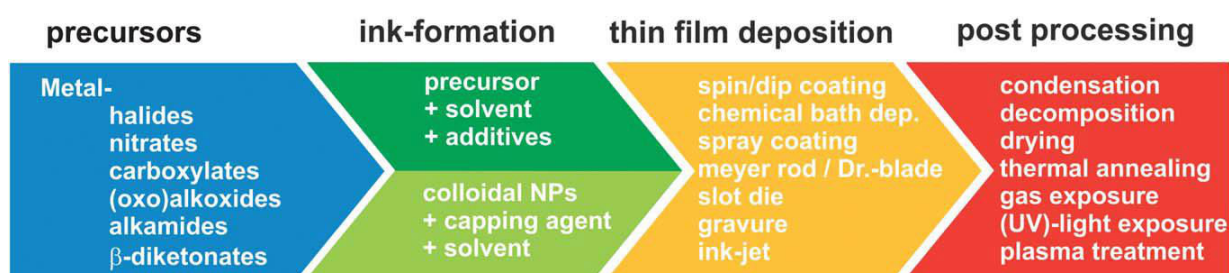 precursors
ink-formation
thin film deposition
post processing
Metal-
halides
nitrates
carboxylates
(oxo)alkoxides
alkamides
β-diketonates
precursor
+ solvent
+ additives
colloidal NPs
+ capping agent
+ solvent
spin/dip coating
chemical bath dep.
spray coating
meyer rod / Dr.-blade
slot die
gravure
ink-jet
condensation
decomposition
drying
thermal annealing
gas exposure
(UV)-light exposure
plasma treatment